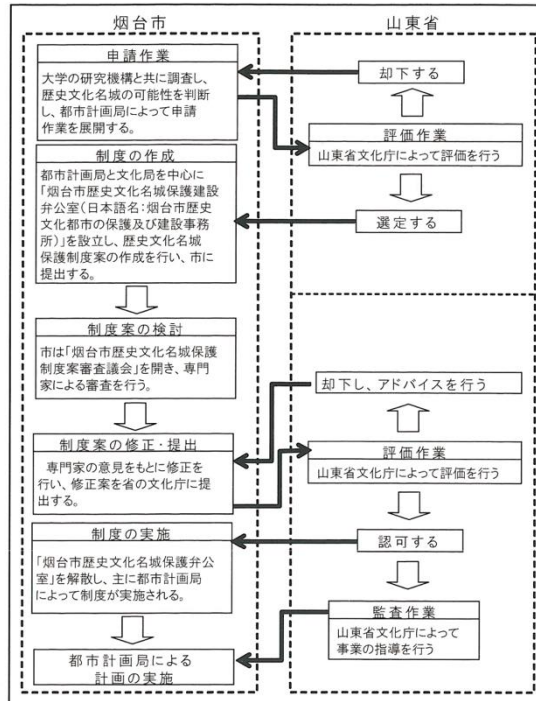 烟台市
申請作業
大学の研究機構と共に調査し、
歴史文化名城の可能性を判断
し、都市計画局によって申請
作業を展開する。
制度の作成
都市計画局と文化局を中心に
「烟台市歴史文化名城保護建設
弁公室(日本語名:烟台市歴史
文化都市の保護及び建設事務
所)」を設立し、歴史文化名城
保護制度案の作成を行い、市に
提出する。
制度案の検討
市は「烟台市歴史文化名城保護
制度案審査議会」を開き、専門
家による審査を行う。
制度案の修正・提出
専門家の意見をもとに修正を
行い、修正案を省の文化庁に提
出する。
制度の実施
「烟台市歴史文化名城保護弁公
室」を解散し、主に都市計画局
によって制度が実施される。
都市計画局による
計画の実施
山東省
却下する
評価作業
山東省文化庁によって評価を行う
選定する
却下し、アドバイスを行う
評価作業
山東省文化庁によって評価を行う
認可する
監査作業
山東省文化庁によって
事業の指導を行う